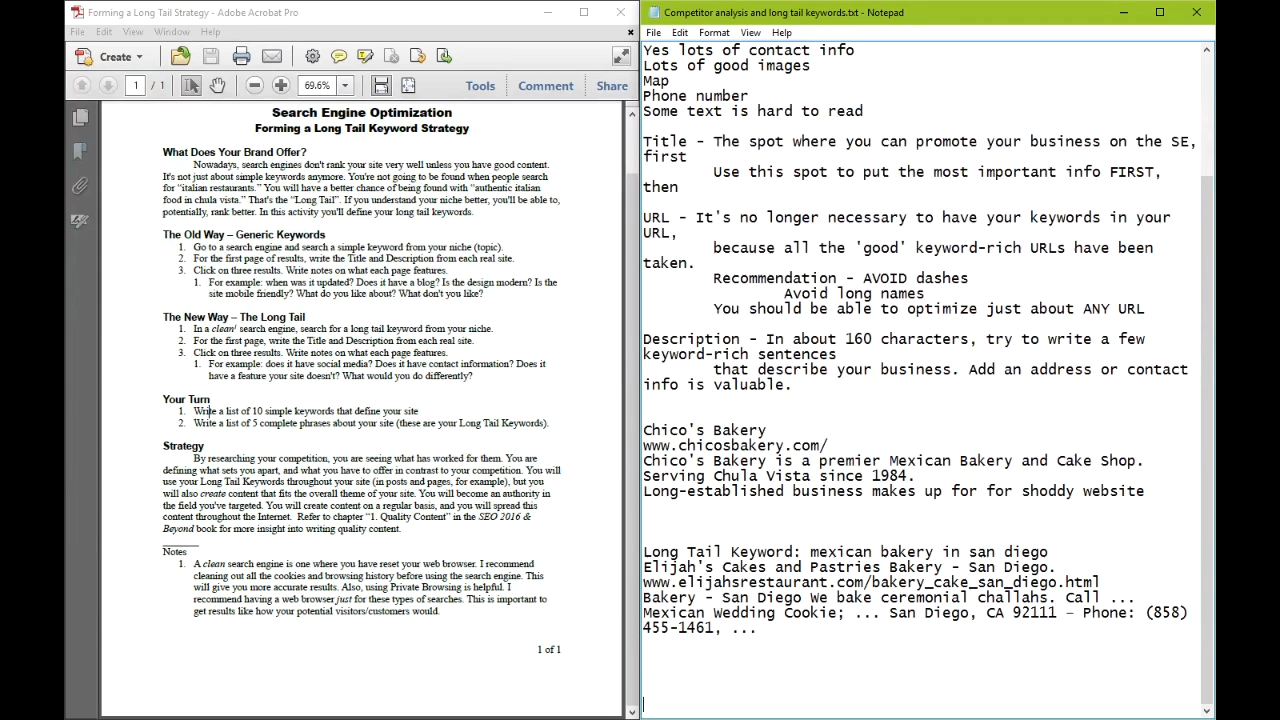 Forming a Long Tail Strategy - Adobe Acrobat Pro
File Edit View Window Help
Create
1 / 1
69.6%
Tools Comment Share
Search Engine Optimization
Forming a Long Tail Keyword Strategy
What Does Your Brand Offer?
Nowadays, search engines don't rank your site very well unless you have good content.
It's not just about simple keywords anymore. You're not going to be found when people search
for “italian restaurants.” You will have a better chance of being found with “authentic italian
food in chula vista.” That's the “Long Tail”. If you understand your niche better, you'll be able to,
potentially, rank better. In this activity you'll define your long tail keywords.
The Old Way – Generic Keywords
1. Go to a search engine and search a simple keyword from your niche (topic).
2. For the first page of results, write the Title and Description from each real site.
3. Click on three results. Write notes on what each page features.
1. For example: when was it updated? Does it have a blog? Is the design modern? Is the
site mobile friendly? What do you like about? What don't you like?
The New Way – The Long Tail
1. In a clean¹ search engine, search for a long tail keyword from your niche.
2. For the first page, write the Title and Description from each real site.
3. Click on three results. Write notes on what each page features.
1. For example: does it have social media? Does it have contact information? Does it
have a feature your site doesn't? What would you do differently?
Your Turn
1. Write a list of 10 simple keywords that define your site
2. Write a list of 5 complete phrases about your site (these are your Long Tail Keywords).
Strategy
By researching your competition, you are seeing what has worked for them. You are
defining what sets you apart, and what you have to offer in contrast to your competition. You will
use your Long Tail Keywords throughout your site (in posts and pages, for example), but you
will also create content that fits the overall theme of your site. You will become an authority in
the field you've targeted. You will create content on a regular basis, and you will spread this
content throughout the Internet. Refer to chapter “1. Quality Content” in the SEO 2016 &
Beyond book for more insight into writing quality content.
Notes
1. A clean search engine is one where you have reset your web browser. I recommend
cleaning out all the cookies and browsing history before using the search engine. This
will give you more accurate results. Also, using Private Browsing is helpful. I
recommend having a web browser just for these types of searches. This is important to
get results like how your potential visitors/customers would.
1 of 1
Competitor analysis and long tail keywords.txt - Notepad
File Edit Format View Help
Yes lots of contact info
Lots of good images
Map
Phone number
Some text is hard to read
Title - The spot where you can promote your business on the SE,
first
Use this spot to put the most important info FIRST,
then
URL - It's no longer necessary to have your keywords in your
URL,
because all the 'good' keyword-rich URLs have been
taken.
Recommendation - AVOID dashes
Avoid long names
You should be able to optimize just about ANY URL
Description - In about 160 characters, try to write a few
keyword-rich sentences
that describe your business. Add an address or contact
info is valuable.
Chico's Bakery
www.chicosbakery.com/
Chico's Bakery is a premier Mexican Bakery and Cake Shop.
Serving Chula Vista since 1984.
Long-established business makes up for for shoddy website
Long Tail Keyword: mexican bakery in san diego
Elijah's Cakes and Pastries Bakery - San Diego.
www.elijahsrestaurant.com/bakery_cake_san_diego.html
Bakery - San Diego We bake ceremonial challahs. Call ...
Mexican Wedding Cookie; ... San Diego, CA 92111 – Phone: (858)
455-1461, ...